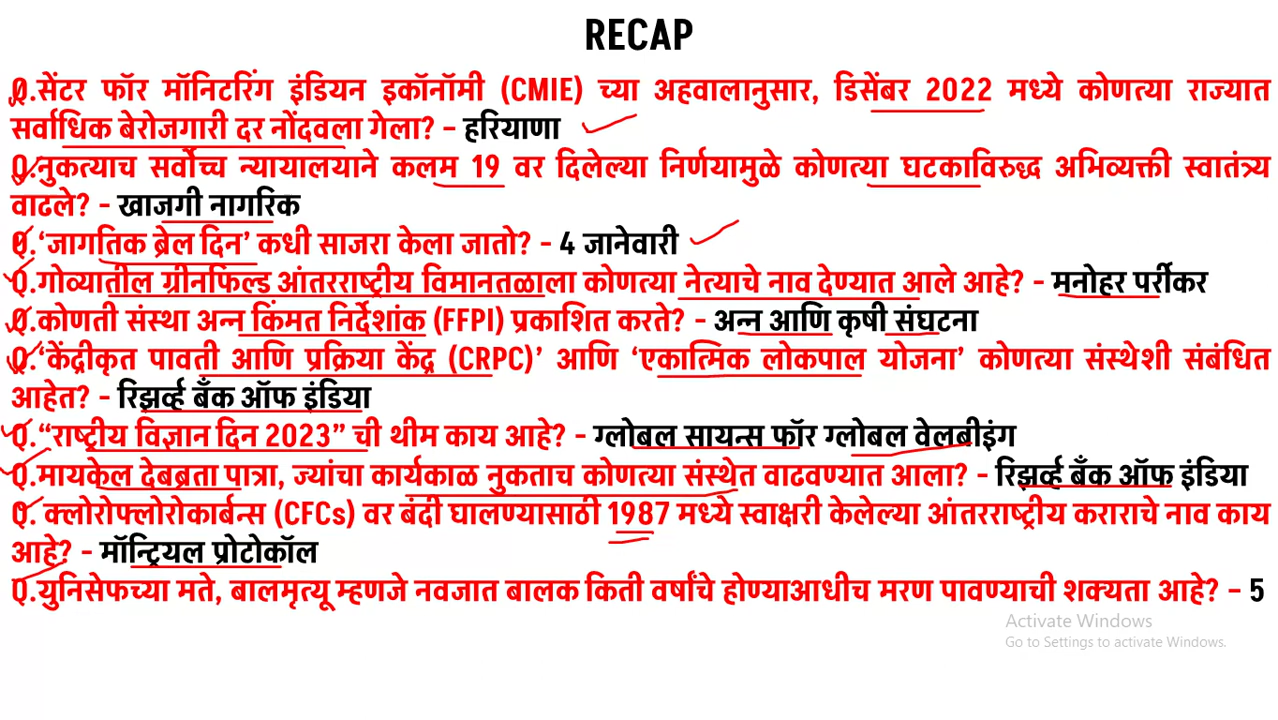 RECAP
Q.सेंटर फॉर मॉनिटरिंग इंडियन इकॉनॉमी (CMIE) च्या अहवालानुसार, डिसेंबर 2022 मध्ये कोणत्या राज्यात
सर्वाधिक बेरोजगारी दर नोंदवला गेला? - हरियाणा
Q.नुकत्याच सर्वोच्च न्यायालयाने कलम 19 वर दिलेल्या निर्णयामुळे कोणत्या घटकाविरुद्ध अभिव्यक्ती स्वातंत्र्य
वाढले? - खाजगी नागरिक
Q.‘जागतिक ब्रेल दिन’ कधी साजरा केला जातो? - 4 जानेवारी
Q.गोव्यातील ग्रीनफिल्ड आंतरराष्ट्रीय विमानतळाला कोणत्या नेत्याचे नाव देण्यात आले आहे? - मनोहर पर्रीकर
Q.कोणती संस्था अन्न किंमत निर्देशांक (FFPI) प्रकाशित करते? - अन्न आणि कृषी संघटना
Q.‘केंद्रीकृत पावती आणि प्रक्रिया केंद्र (CRPC)’ आणि ‘एकात्मिक लोकपाल योजना’ कोणत्या संस्थेशी संबंधित
आहेत? - रिझर्व्ह बँक ऑफ इंडिया
Q.“राष्ट्रीय विज्ञान दिन 2023” ची थीम काय आहे? - ग्लोबल सायन्स फॉर ग्लोबल वेलबीइंग
Q.मायकेल देबब्रता पात्रा, ज्यांचा कार्यकाळ नुकताच कोणत्या संस्थेत वाढवण्यात आला? - रिझर्व्ह बँक ऑफ इंडिया
Q. क्लोरोफ्लोरोकार्बन्स (CFCs) वर बंदी घालण्यासाठी 1987 मध्ये स्वाक्षरी केलेल्या आंतरराष्ट्रीय कराराचे नाव काय
आहे? - मॉन्ट्रियल प्रोटोकॉल
Q.युनिसेफच्या मते, बालमृत्यू म्हणजे नवजात बालक किती वर्षांचे होण्याआधीच मरण पावण्याची शक्यता आहे? - 5
Activate Windows
Go to Settings to activate Windows.